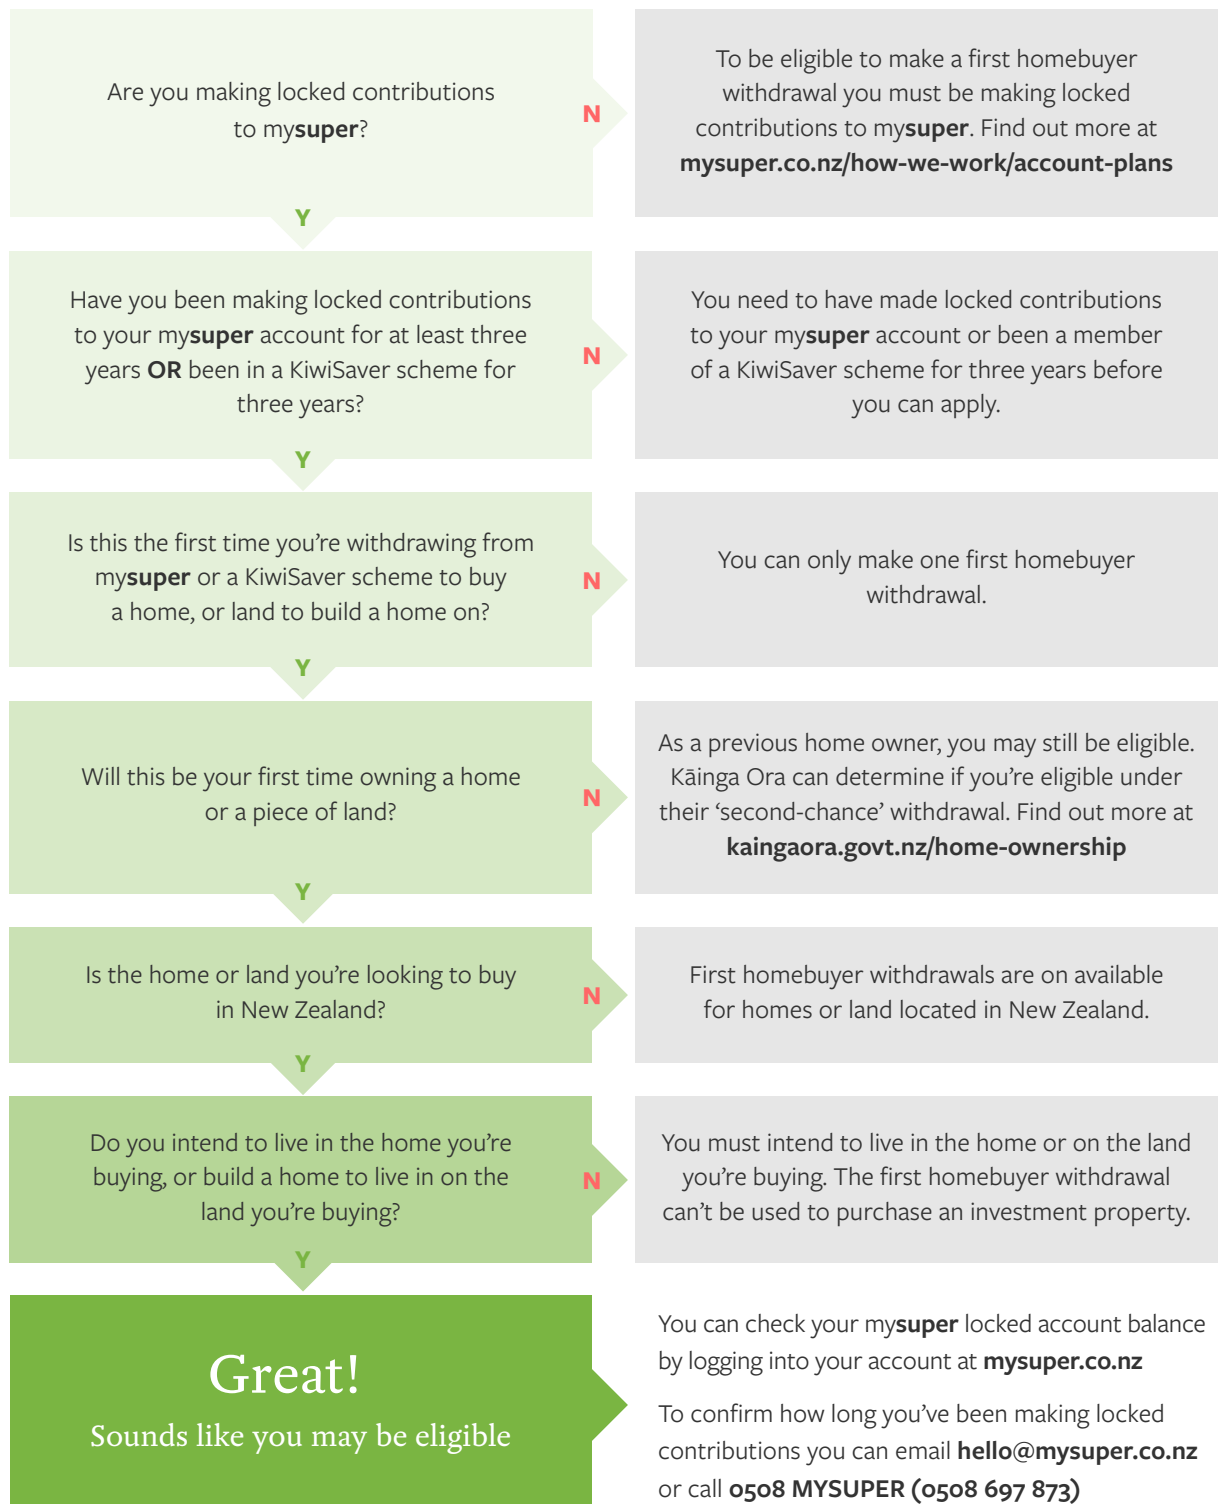 Are you making locked contributions
to mysuper?
N
To be eligible to make a first homebuyer
withdrawal you must be making locked
contributions to mysuper. Find out more at
mysuper.co.nz/how-we-work/account-plans
Y
Have you been making locked contributions
to your mysuper account for at least three
years OR been in a KiwiSaver scheme for
three years?
N
You need to have made locked contributions
to your mysuper account or been a member
of a KiwiSaver scheme for three years before
you can apply.
Y
Is this the first time you're withdrawing from
mysuper or a KiwiSaver scheme to buy
a home, or land to build a home on?
N
You can only make one first homebuyer
withdrawal.
Y
Will this be your first time owning a home
or a piece of land?
N
As a previous home owner, you may still be eligible.
Kāinga Ora can determine if you're eligible under
their 'second-chance' withdrawal. Find out more at
kaingaora.govt.nz/home-ownership
Y
Is the home or land you're looking to buy
in New Zealand?
N
First homebuyer withdrawals are on available
for homes or land located in New Zealand.
Y
Do you intend to live in the home you're
buying, or build a home to live in on the
land you're buying?
N
You must intend to live in the home or on the land
you're buying. The first homebuyer withdrawal
can't be used to purchase an investment property.
Y
Great!
Sounds like you may be eligible
You can check your mysuper locked account balance
by logging into your account at mysuper.co.nz
To confirm how long you've been making locked
contributions you can email hello@mysuper.co.nz
or call 0508 MYSUPER (0508 697 873)